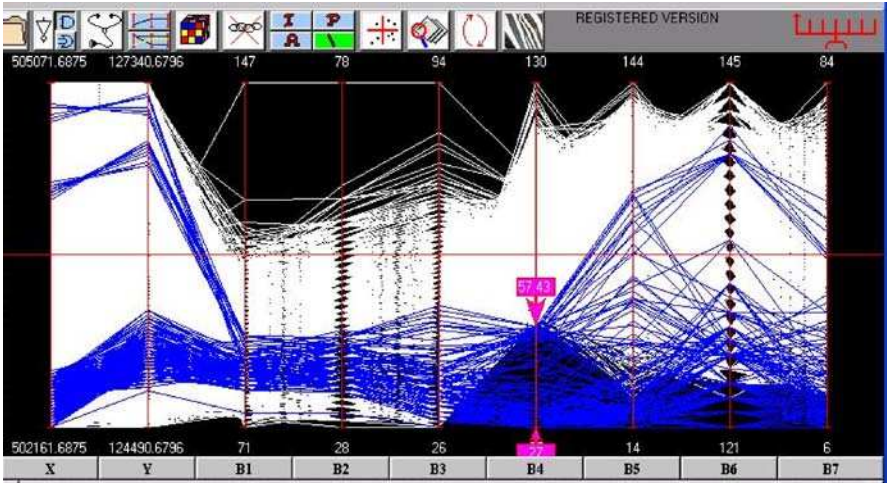 I P
A
REGISTERED VERSION
505071.6875 127340.6796 147 78 94 130 144 145 84
57.43
27
502161.6875 124490.6796 71 28 26 14 121 6
X Y B1 B2 B3 B4 B5 B6 B7